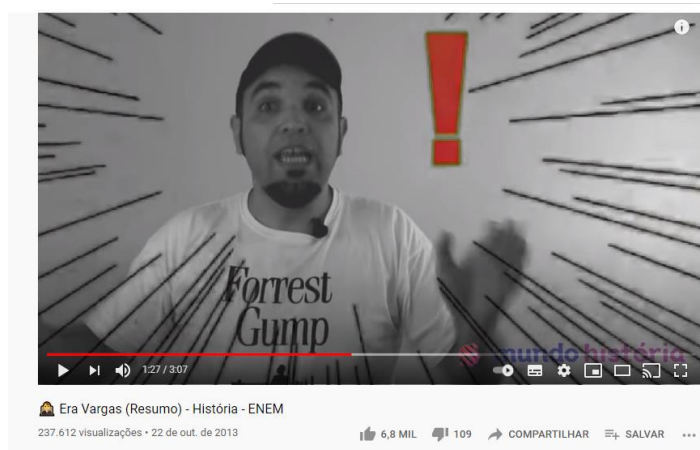 !
Forrest
Gump
mundo história
1:27 / 3:07
Era Vargas (Resumo) - História - ENEM
237.612 visualizações • 22 de out. de 2013
6,8 MIL 109 COMPARTILHAR SALVAR